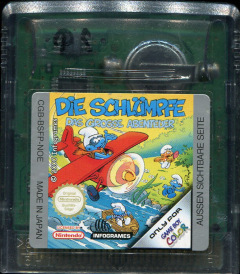 DIE SCHLÜMPFE
DAS GROSSE ABENTEUER
CGB-BSFP-NOE
MADE IN JAPAN
AUSSEN SICHTBARE SEITE
Nintendo
INFOGRAMES
ONLY FOR
GAME BOY
COLOR